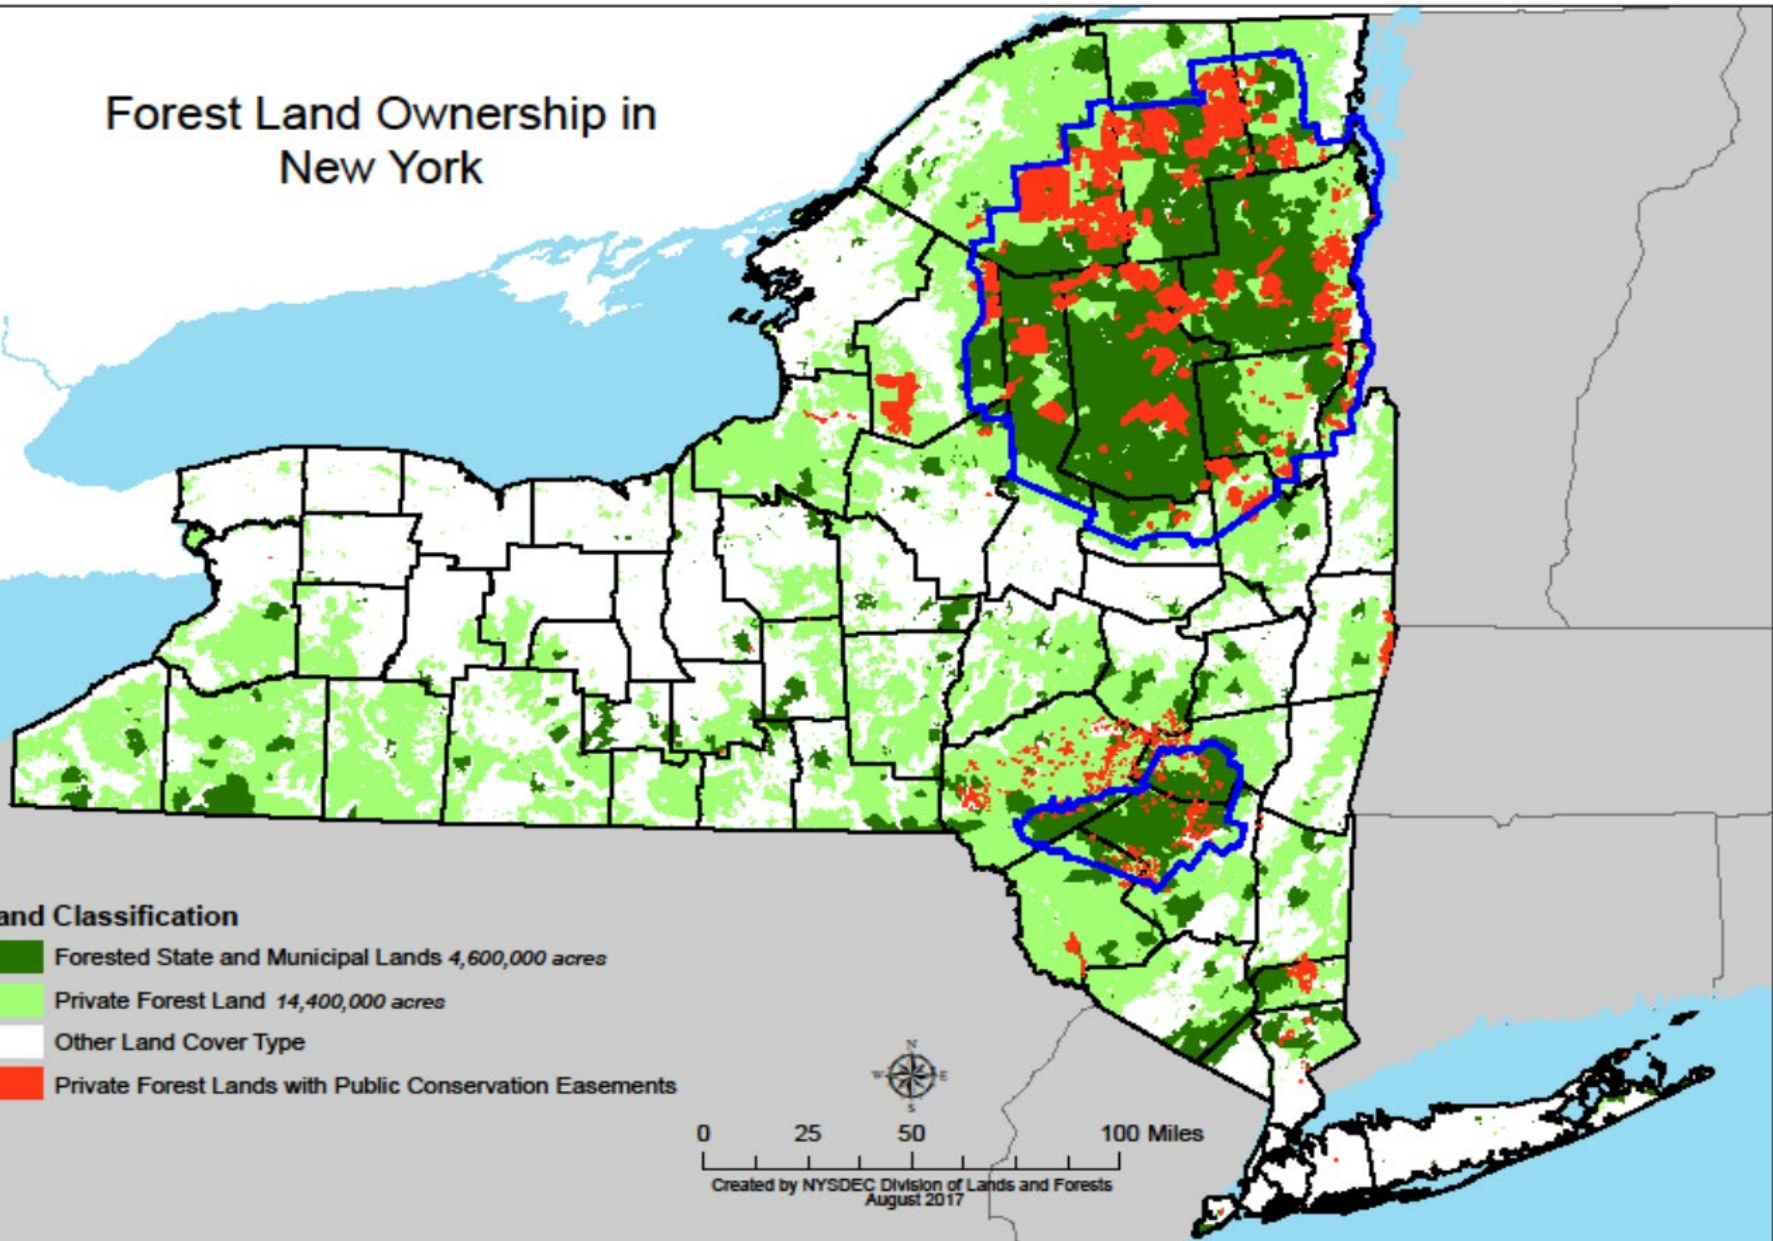 Forest Land Ownership in
New York
and Classification
Forested State and Municipal Lands 4,600,000 acres
Private Forest Land 14,400,000 acres
Other Land Cover Type
Private Forest Lands with Public Conservation Easements
N
W E
S
0 25 50 100 Miles
Created by NYSDEC Division of Lands and Forests
August 2017